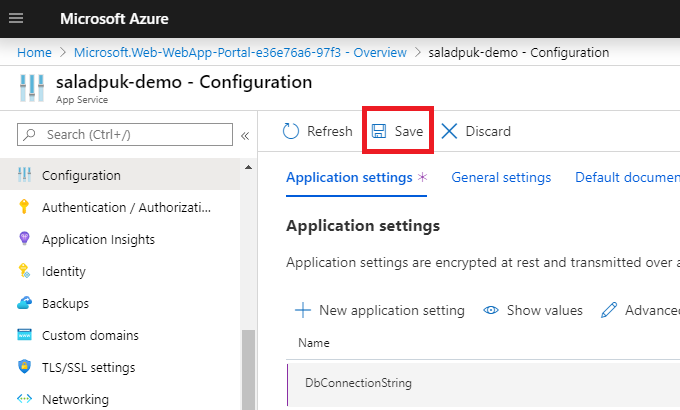 Microsoft Azure
Home > Microsoft.Web-WebApp-Portal-e36e76a6-97f3 - Overview > saladpuk-demo - Configuration
saladpuk-demo - Configuration
App Service
Search (Ctrl+/)
Refresh Save Discard
Configuration
Authentication / Authorizati...
Application Insights
Identity
Backups
Custom domains
TLS/SSL settings
Networking
Application settings * General settings Default documen
Application settings
Application settings are encrypted at rest and transmitted over a
New application setting Show values Advance
Name
DbConnectionString